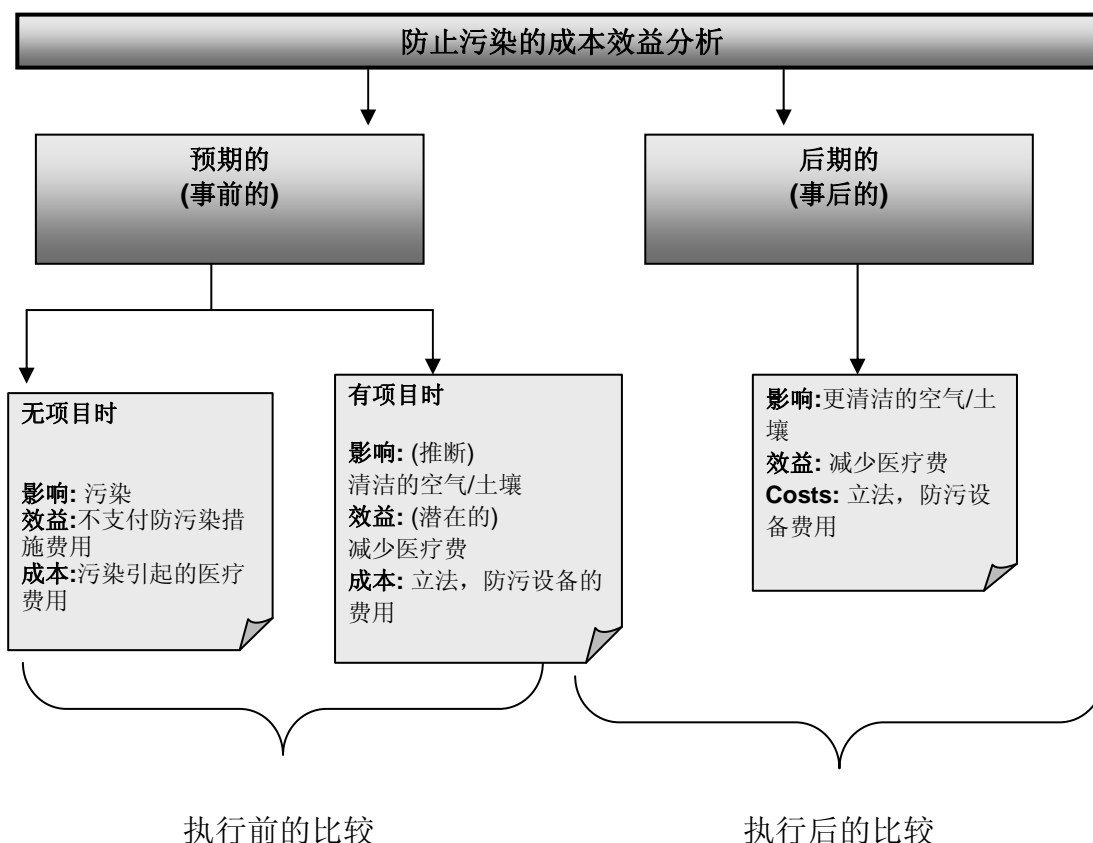 防止污染的成本效益分析
预期的
(事前的)
后期的
(事后的)
无项目时
影响: 污染
效益:不支付防污染措
施费用
成本:污染引起的医疗
费用
有项目时
影响: (推断)
清洁的空气/土壤
效益: (潜在的)
减少医疗费
成本: 立法，防污设备的
费用
影响:更清洁的空气/土
壤
效益: 减少医疗费
Costs: 立法，防污设
备费用
执行前的比较
执行后的比较